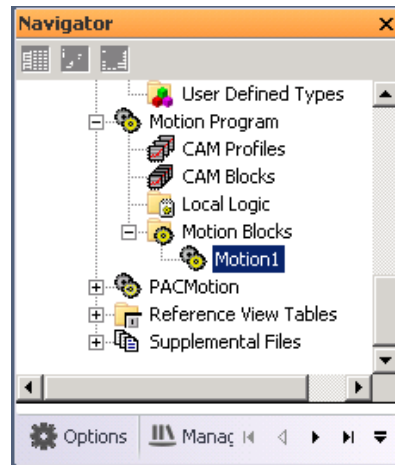 Navigator
User Defined Types
Motion Program
CAM Profiles
CAM Blocks
Local Logic
Motion Blocks
Motion1
PACMotion
Reference View Tables
Supplemental Files
Options Manag